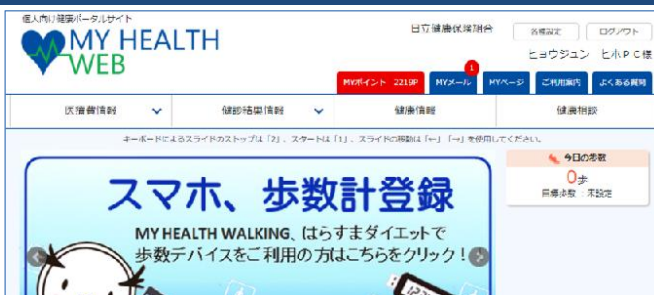 個人向け健康ポータルサイト
MY HEALTH
WEB
日立健康保険組合
各種設定
ログアウト
ヒョウジュン ヒホPC様
1
MYポイント 2219P
MYメール
MYページ
ご利用案内
よくある質問
医療費情報
健診結果情報
健康情報
健康相談
キーボードによるスライドのストップは「2」、スタートは「1」、スライドの移動は「←」「→」を使用してください。
今日の歩数
0歩
目標歩数：未設定
スマホ、歩数計登録
MY HEALTH WALKING、はらすまダイエットで
歩数デバイスをご利用の方はこちらをクリック！